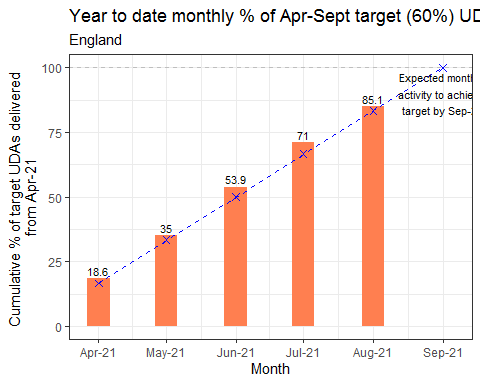 Year to date monthly % of Apr-Sept target (60%) UD
England
Cumulative % of target UDAs delivered
from Apr-21
100
75
50
25
0
18.6
35
53.9
71
85.1
Expected month
activity to achie
target by Sep-
Apr-21
May-21
Jun-21
Jul-21
Aug-21
Sep-21
Month